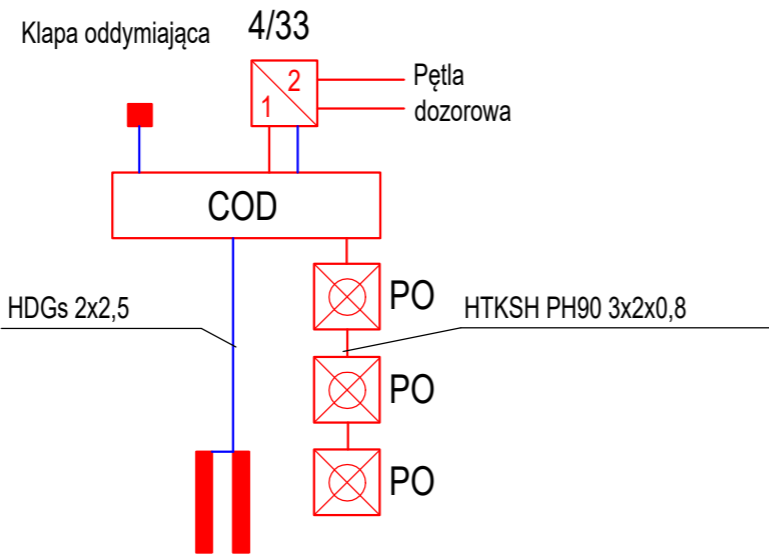 Klapa oddymiająca
4/33
2
1
Pętla
dozorowa
COD
PO
HDGs 2x2,5
HTKSH PH90 3x2x0,8
PO
PO